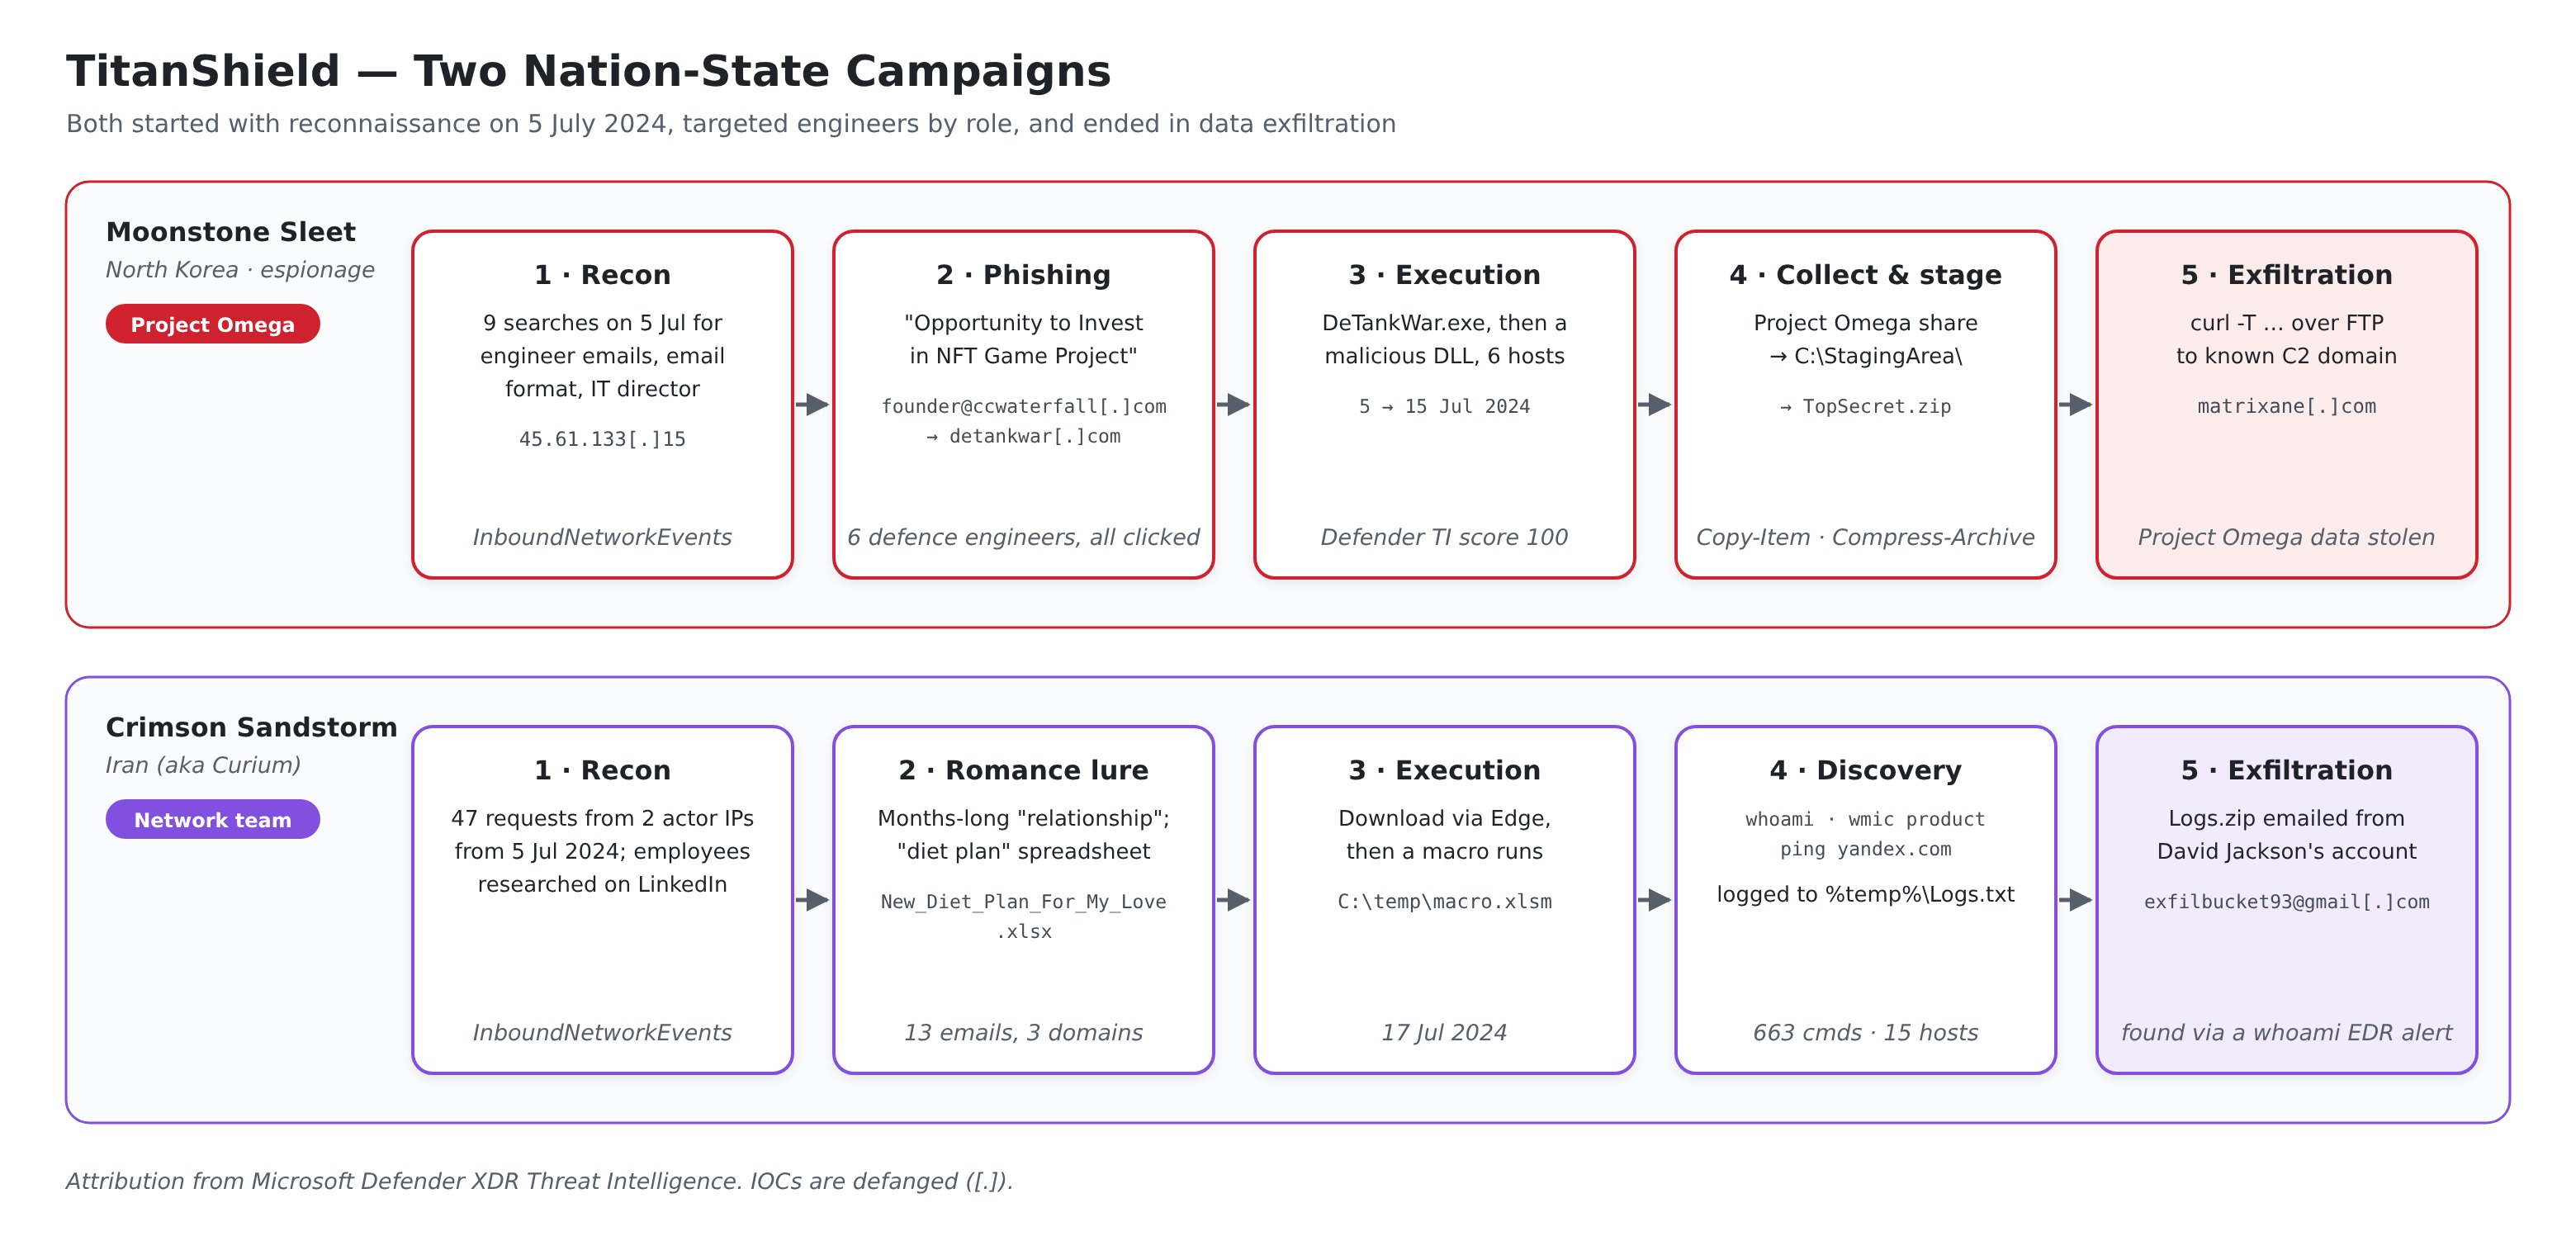 TitanShield — Two Nation-State Campaigns
Both started with reconnaissance on 5 July 2024, targeted engineers by role, and ended in data exfiltration
Moonstone Sleet
North Korea · espionage
Project Omega
1 · Recon
9 searches on 5 Jul for
engineer emails, email
format, IT director
45.61.133[.]15
InboundNetworkEvents
2 · Phishing
"Opportunity to Invest
in NFT Game Project"
founder@ccwaterfall[.]com
→ detankwar[.]com
6 defence engineers, all clicked
3 · Execution
DeTankWar.exe, then a
malicious DLL, 6 hosts
5 → 15 Jul 2024
Defender TI score 100
4 · Collect & stage
Project Omega share
→ C:\StagingArea\
→ TopSecret.zip
Copy-Item · Compress-Archive
5 · Exfiltration
curl -T ... over FTP
to known C2 domain
matrixane[.]com
Project Omega data stolen
Crimson Sandstorm
Iran (aka Curium)
Network team
1 · Recon
47 requests from 2 actor IPs
from 5 Jul 2024; employees
researched on LinkedIn
InboundNetworkEvents
2 · Romance lure
Months-long "relationship";
"diet plan" spreadsheet
New_Diet_Plan_For_My_Love
.xlsx
13 emails, 3 domains
3 · Execution
Download via Edge,
then a macro runs
C:\temp\macro.xlsm
17 Jul 2024
4 · Discovery
whoami · wmic product
ping yandex.com
logged to %temp%\Logs.txt
663 cmds · 15 hosts
5 · Exfiltration
Logs.zip emailed from
David Jackson's account
exfilbucket93@gmail[.]com
found via a whoami EDR alert
Attribution from Microsoft Defender XDR Threat Intelligence. IOCs are defanged ([.]).